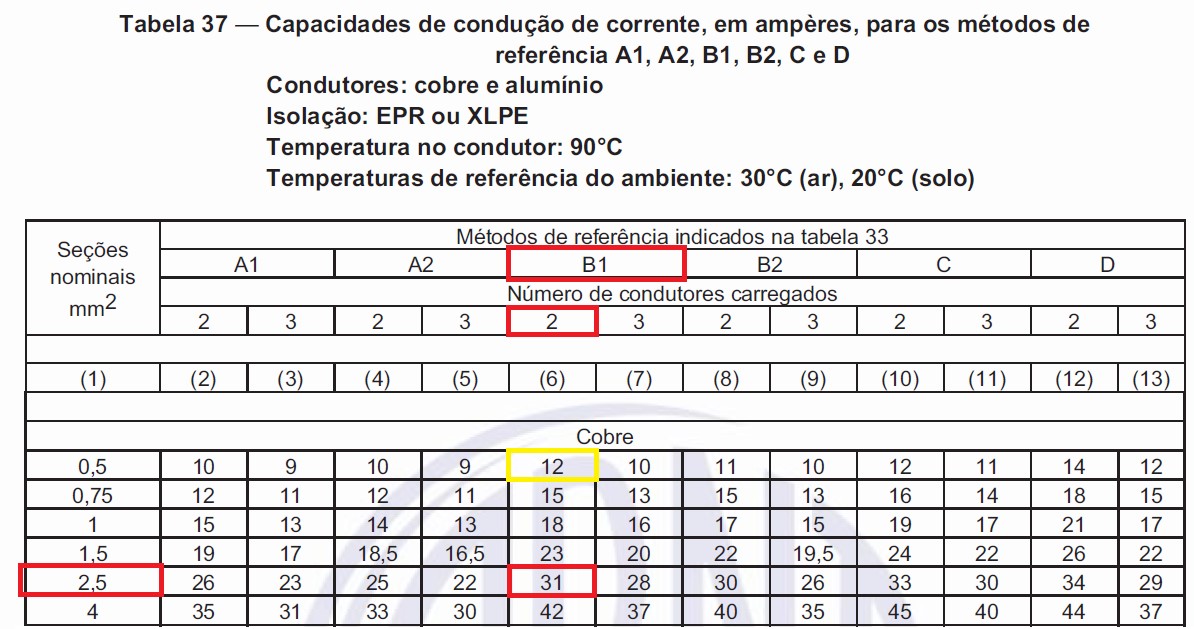 Tabela 37 — Capacidades de condução de corrente, em ampères, para os métodos de
referência A1, A2, B1, B2, C e D
Condutores: cobre e alumínio
Isolação: EPR ou XLPE
Temperatura no condutor: 90°C
Temperaturas de referência do ambiente: 30°C (ar), 20°C (solo)
Seções nominais mm2
Métodos de referência indicados na tabela 33
A1 A2 B1 B2 C D
Número de condutores carregados
2 3 2 3 2 3 2 3 2 3 2 3
(1) (2) (3) (4) (5) (6) (7) (8) (9) (10) (11) (12) (13)
Cobre
0,5 10 9 10 9 12 10 11 10 12 11 14 12
0,75 12 11 12 11 15 13 15 13 16 14 18 15
1 15 13 14 13 18 16 17 15 19 17 21 17
1,5 19 17 18,5 16,5 23 20 22 19,5 24 22 26 22
2,5 26 23 25 22 31 28 30 26 33 30 34 29
4 35 31 33 30 42 37 40 35 45 40 44 37